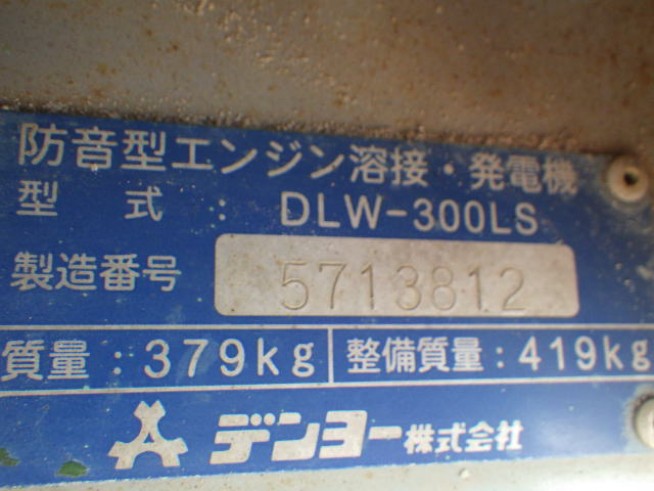 防音型エンジン溶接・発電機
型 式 : DLW-300LS
製造番号 5713812
質量:379kg 整備質量:419kg
デンヨー株式会社